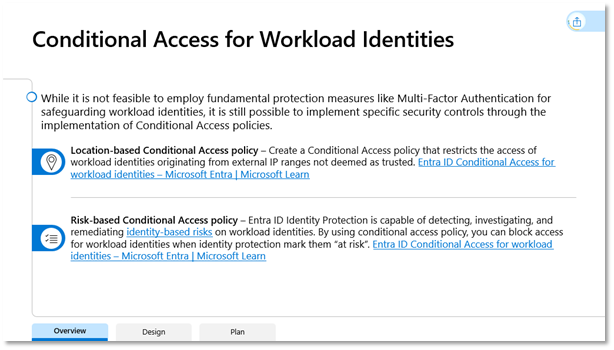 Conditional Access for Workload Identities
While it is not feasible to employ fundamental protection measures like Multi-Factor Authentication for
safeguarding workload identities, it is still possible to implement specific security controls through the
implementation of Conditional Access policies.
Location-based Conditional Access policy – Create a Conditional Access policy that restricts the access of
workload identities originating from external IP ranges not deemed as trusted. Entra ID Conditional Access for
workload identities – Microsoft Entra | Microsoft Learn
Risk-based Conditional Access policy – Entra ID Identity Protection is capable of detecting, investigating, and
remediating identity-based risks on workload identities. By using conditional access policy, you can block access
for workload identities when identity protection mark them “at risk”. Entra ID Conditional Access for workload
identities – Microsoft Entra | Microsoft Learn
Overview
Design
Plan